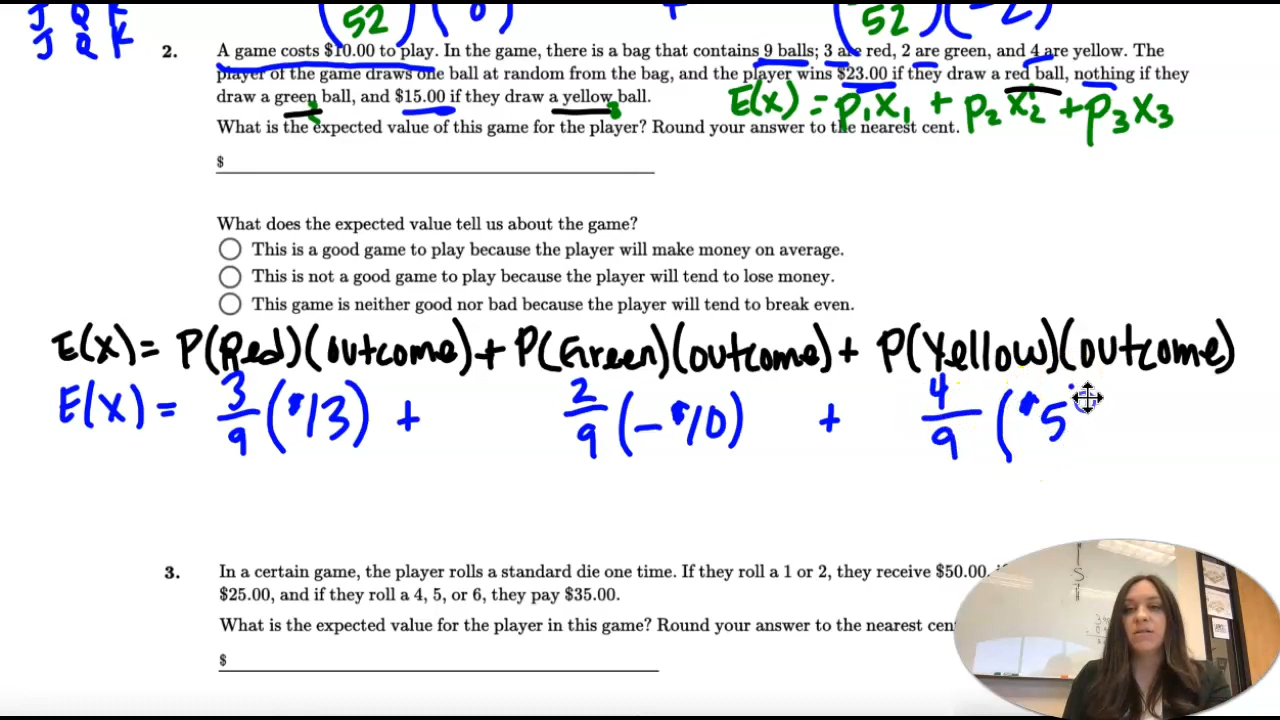 J Q K (52)(0) + (52)(-2)
J Q K
2. A game costs $10.00 to play. In the game, there is a bag that contains 9 balls; 3 are red, 2 are green, and 4 are yellow. The
player of the game draws one ball at random from the bag, and the player wins $23.00 if they draw a red ball, nothing if they
draw a green ball, and $15.00 if they draw a yellow ball.
E(x) = P₁X₁ + P₂X₂ + P₃X₃
What is the expected value of this game for the player? Round your answer to the nearest cent.
$
What does the expected value tell us about the game?
This is a good game to play because the player will make money on average.
This is not a good game to play because the player will tend to lose money.
This game is neither good nor bad because the player will tend to break even.
E(x) = P(Red)(outcome) + P(Green)(outcome) + P(Yellow)(outcome)
E(x) = 3/9 ($13) + 2/9 (-$10) + 4/9 ($5
3. In a certain game, the player rolls a standard die one time. If they roll a 1 or 2, they receive $50.00,
$25.00, and if they roll a 4, 5, or 6, they pay $35.00.
What is the expected value for the player in this game? Round your answer to the nearest cen
$